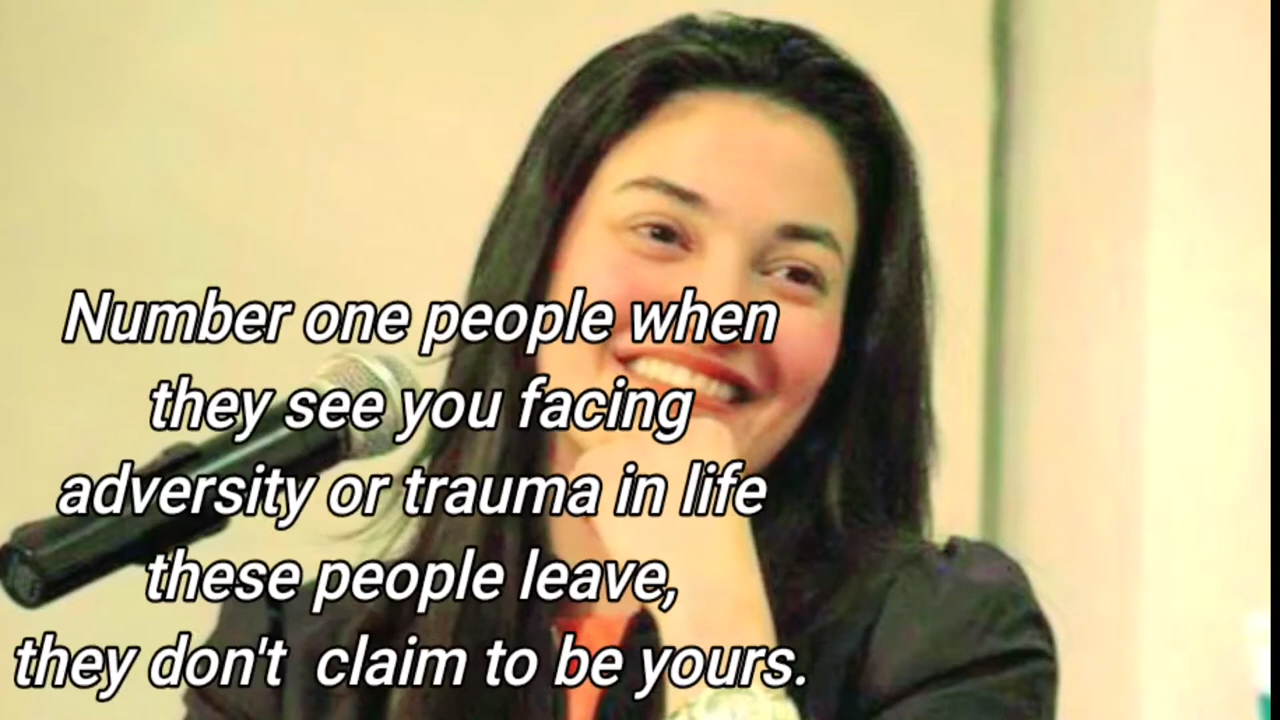 Number one people when
they see you facing
adversity or trauma in life
these people leave,
they don't  claim to be yours.